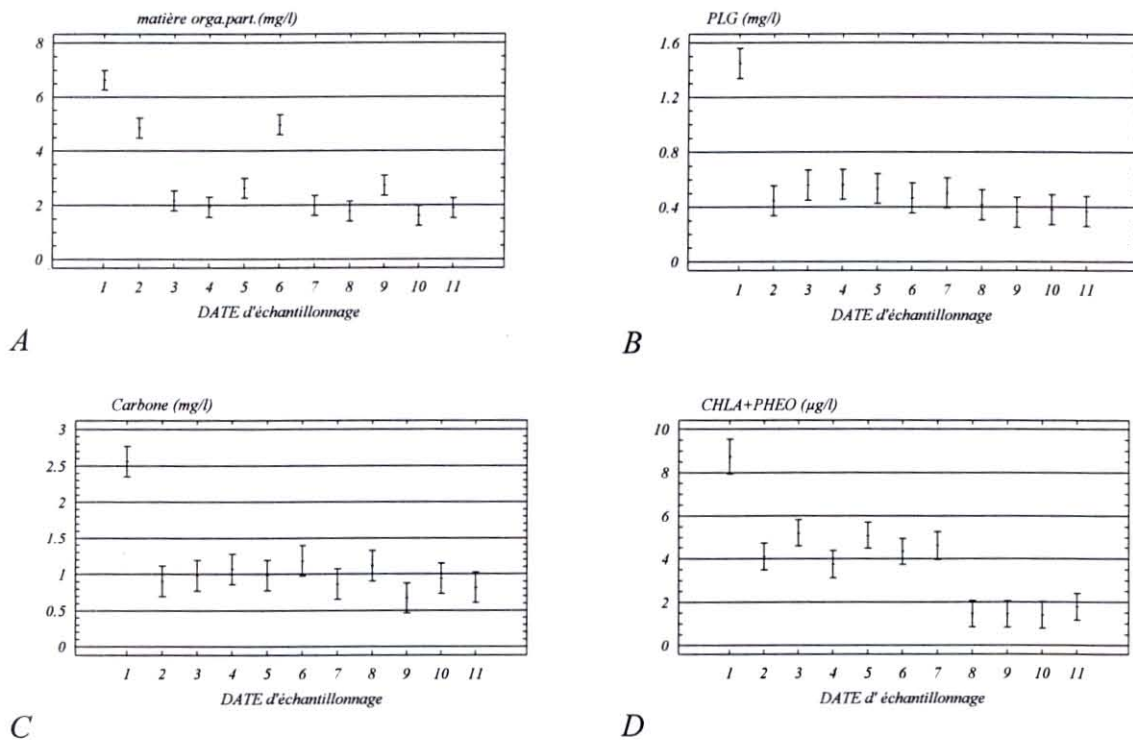 matière orga.part.(mg/l)
8
6
4
2
0
1 2 3 4 5 6 7 8 9 10 11
DATE d'échantillonnage
A
PLG (mg/l)
1.6
1.2
0.8
0.4
0
1 2 3 4 5 6 7 8 9 10 11
DATE d'échantillonnage
B
Carbone (mg/l)
3
2.5
2
1.5
1
0.5
0
1 2 3 4 5 6 7 8 9 10 11
DATE d'échantillonnage
C
CHLA+PHEO (µg/l)
10
8
6
4
2
0
1 2 3 4 5 6 7 8 9 10 11
DATE d' échantillonnage
D